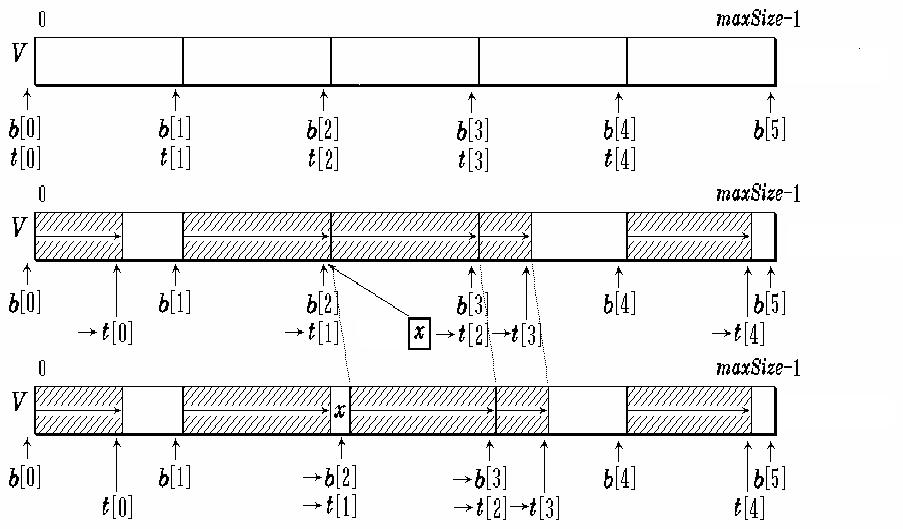 0 maxSize-1
V
b[0] b[1] b[2] b[3] b[4] b[5]
t[0] t[1] t[2] t[3] t[4]
0 maxSize-1
V
b[0] b[1] b[2] b[3] b[4] b[5]
→t[0] →t[1] x →t[2] →t[3] →t[4]
0 maxSize-1
V x
b[0] b[1] →b[2] →b[3] b[4] b[5]
t[0] →t[1] →t[2] →t[3] t[4]